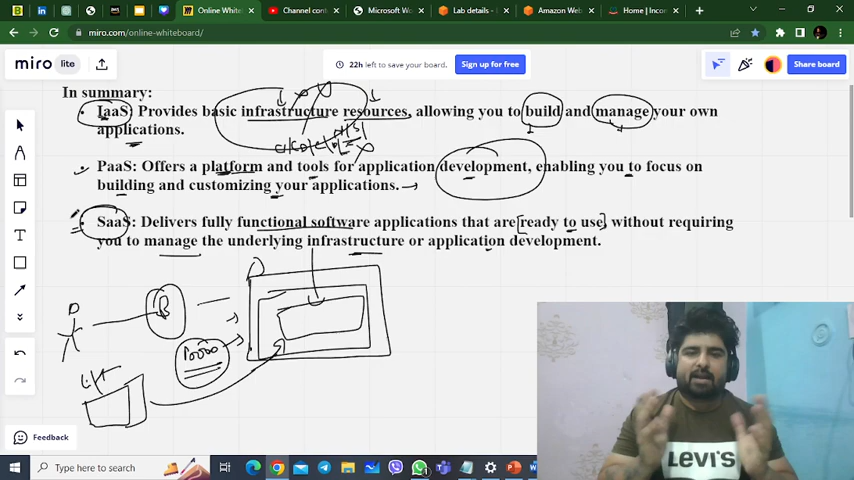 Online White
Channel cont
Microsoft W
Lab details -
Amazon Web
Home | Incon
miro.com/online-whiteboard/
miro lite
22h left to save your board.
Sign up for free
Share board
In summary:
IaaS: Provides basic infrastructure resources, allowing you to build and manage your own
applications.
PaaS: Offers a platform and tools for application development, enabling you to focus on
building and customizing your applications.
SaaS: Delivers fully functional software applications that are ready to use, without requiring
you to manage the underlying infrastructure or application development.
B
Feedback
LEVI'S
Type here to search